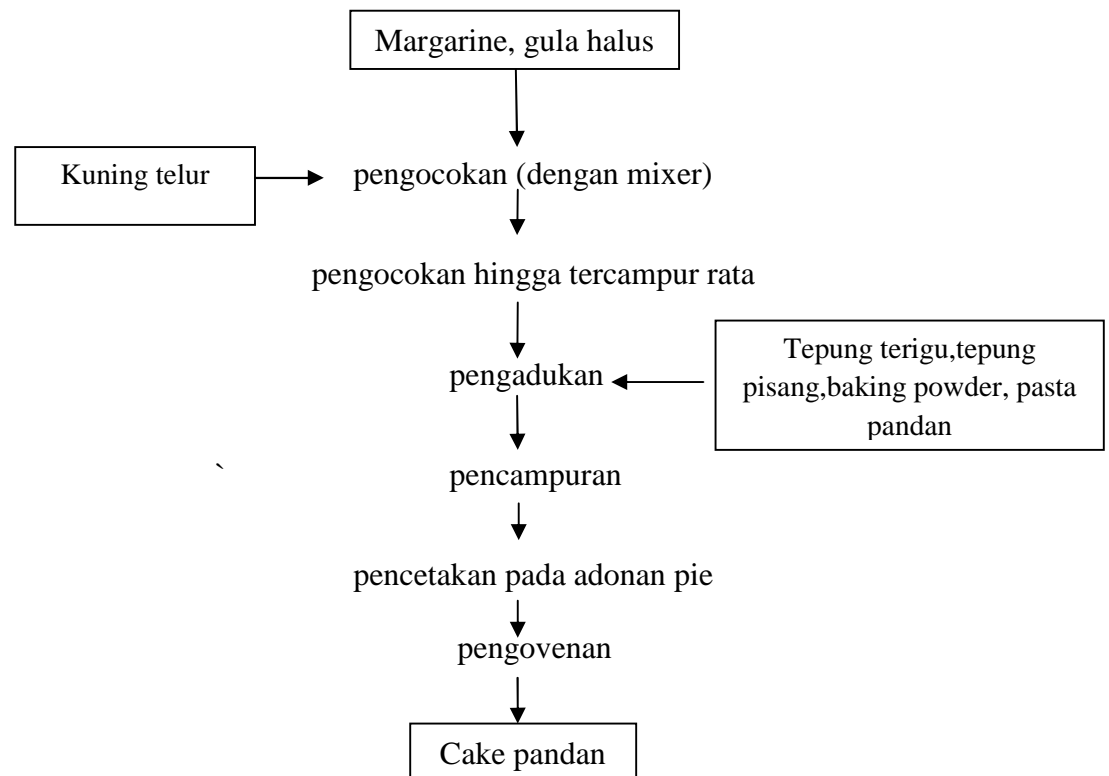 Margarine, gula halus
Kuning telur
pengocokan (dengan mixer)
pengocokan hingga tercampur rata
Tepung terigu,tepung
pisang,baking powder, pasta
pandan
pengadukan
`
pencampuran
pencetakan pada adonan pie
pengovenan
Cake pandan